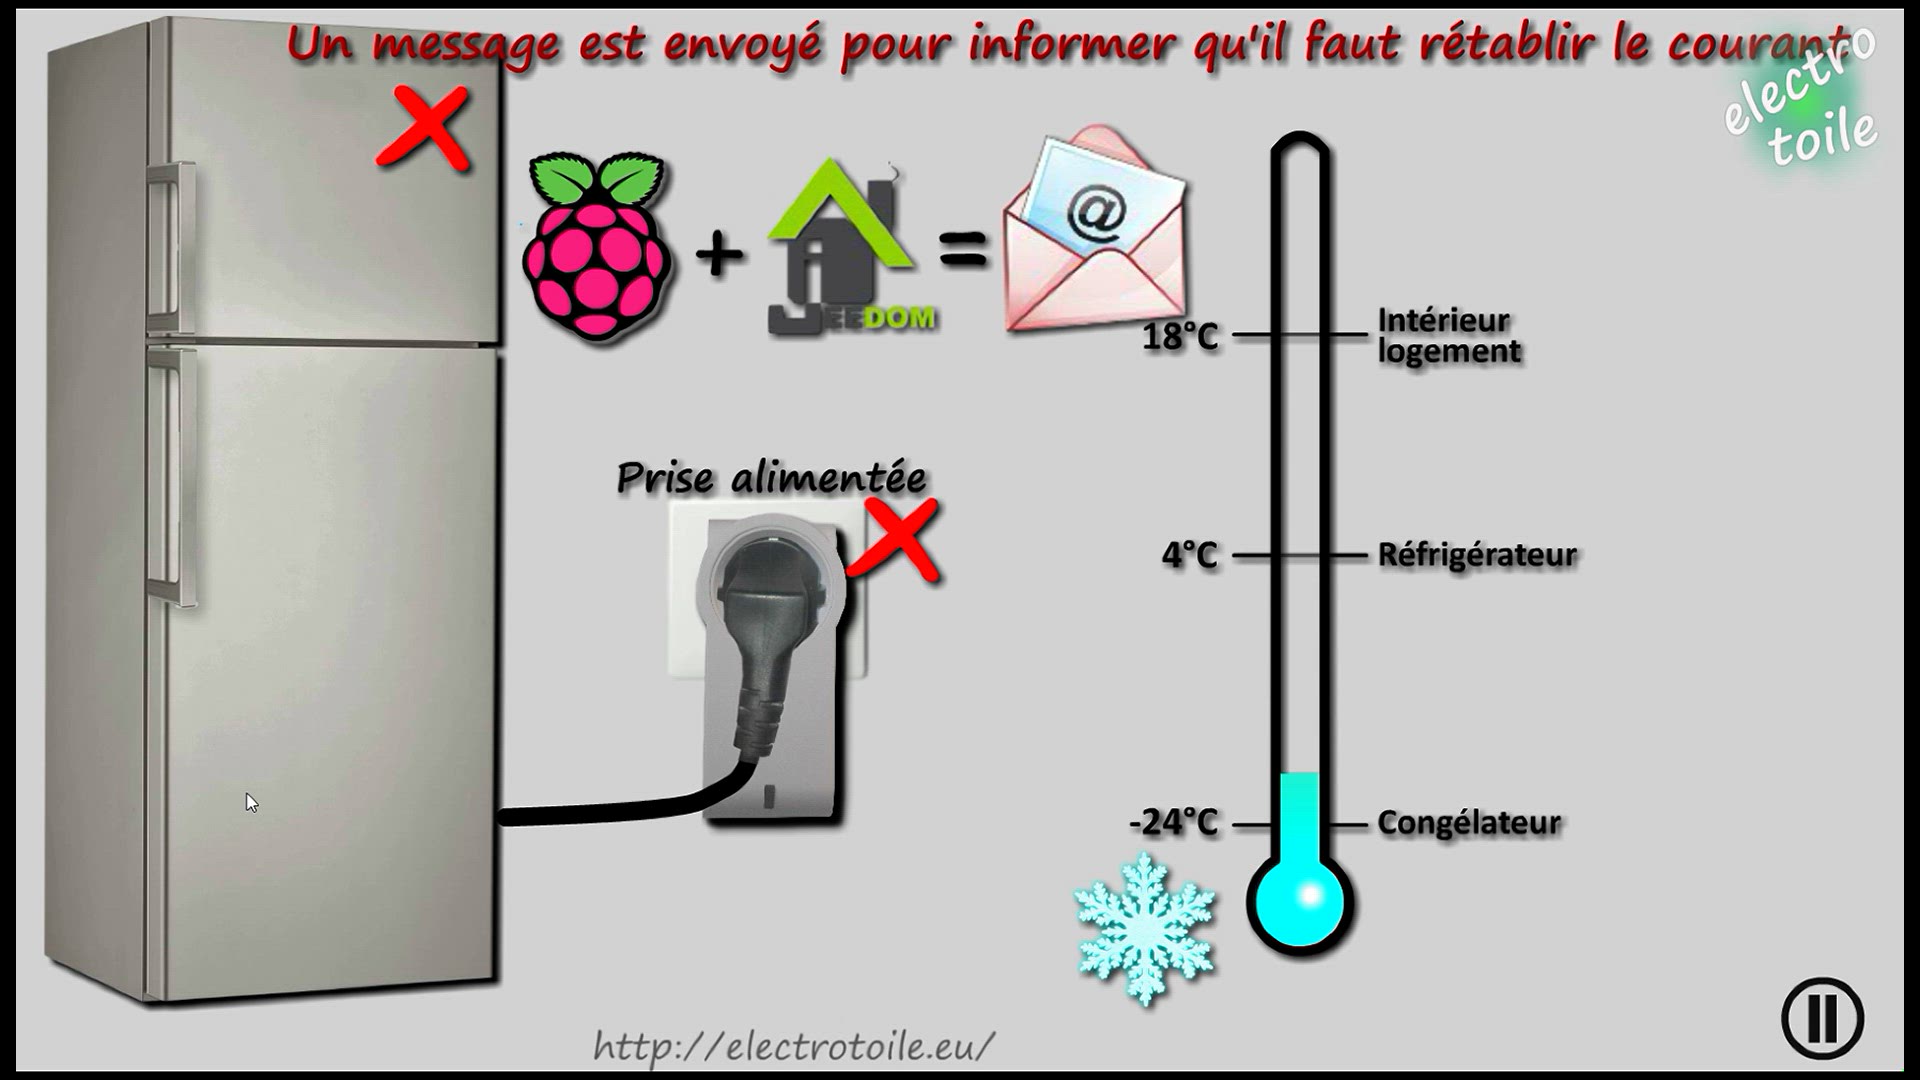 Un message est envoyé pour informer qu'il faut rétablir le courant
electro
toile
JEEDOM
18°C
Intérieur
logement
Prise alimentée
4°C
Réfrigérateur
-24°C
Congélateur
http://electrotoile.eu/
@